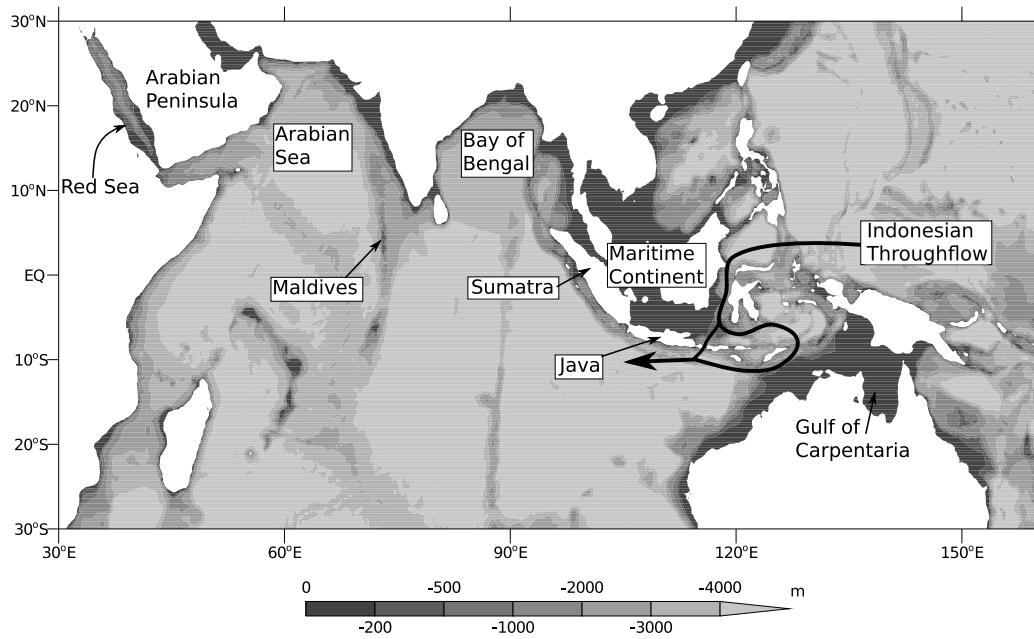 30°N
20°N
10°N
EQ
10°S
20°S
30°S
Arabian
Peninsula
Red Sea
Arabian
Sea
Bay of
Bengal
Maldives
Sumatra
Maritime
Continent
Indonesian
Throughflow
Java
Gulf of
Carpentaria
30°E
60°E
90°E
120°E
150°E
0
-500
-2000
-4000
m
-200
-1000
-3000